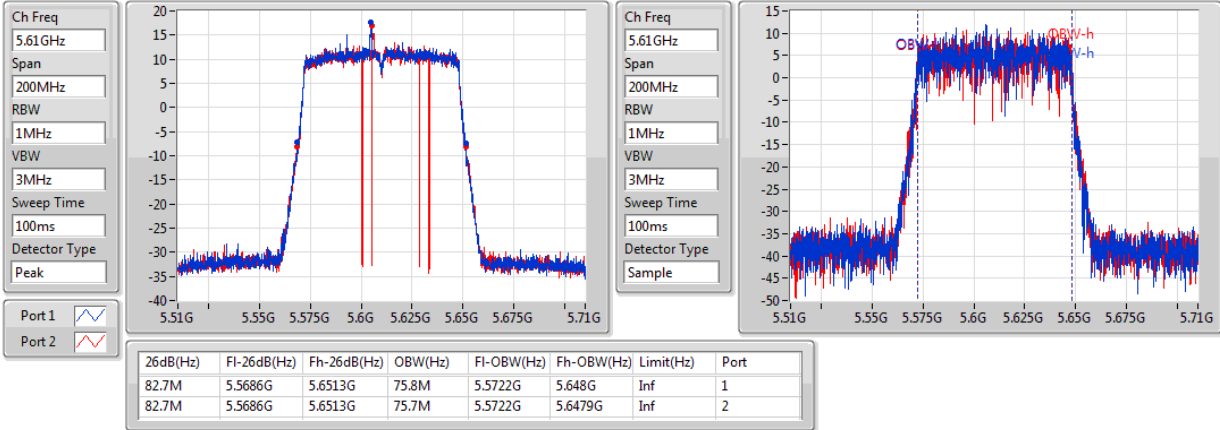 Ch Freq
5.61GHz
Span
200MHz
RBW
1MHz
VBW
3MHz
Sweep Time
100ms
Detector Type
Peak
Port 1
Port 2
20
15
10
5
0
-5
-10
-15
-20
-25
-30
-35
-40
5.51G 5.55G 5.575G 5.6G 5.625G 5.65G 5.71G
Ch Freq
5.61GHz
Span
200MHz
RBW
1MHz
VBW
3MHz
Sweep Time
100ms
Detector Type
Sample
15
10
5
0
-5
-10
-15
-20
-25
-30
-35
-40
-45
-50
OBW-h
5.51G 5.55G 5.575G 5.6G 5.625G 5.65G 5.675G 5.71G
26dB(Hz) Fl-26dB(Hz) Fh-26dB(Hz) OBW(Hz) Fl-OBW(Hz) Fh-OBW(Hz) Limit(Hz) Port
82.7M 5.5686G 5.6513G 75.8M 5.5722G 5.648G Inf 1
82.7M 5.5686G 5.6513G 75.7M 5.5722G 5.6479G Inf 2